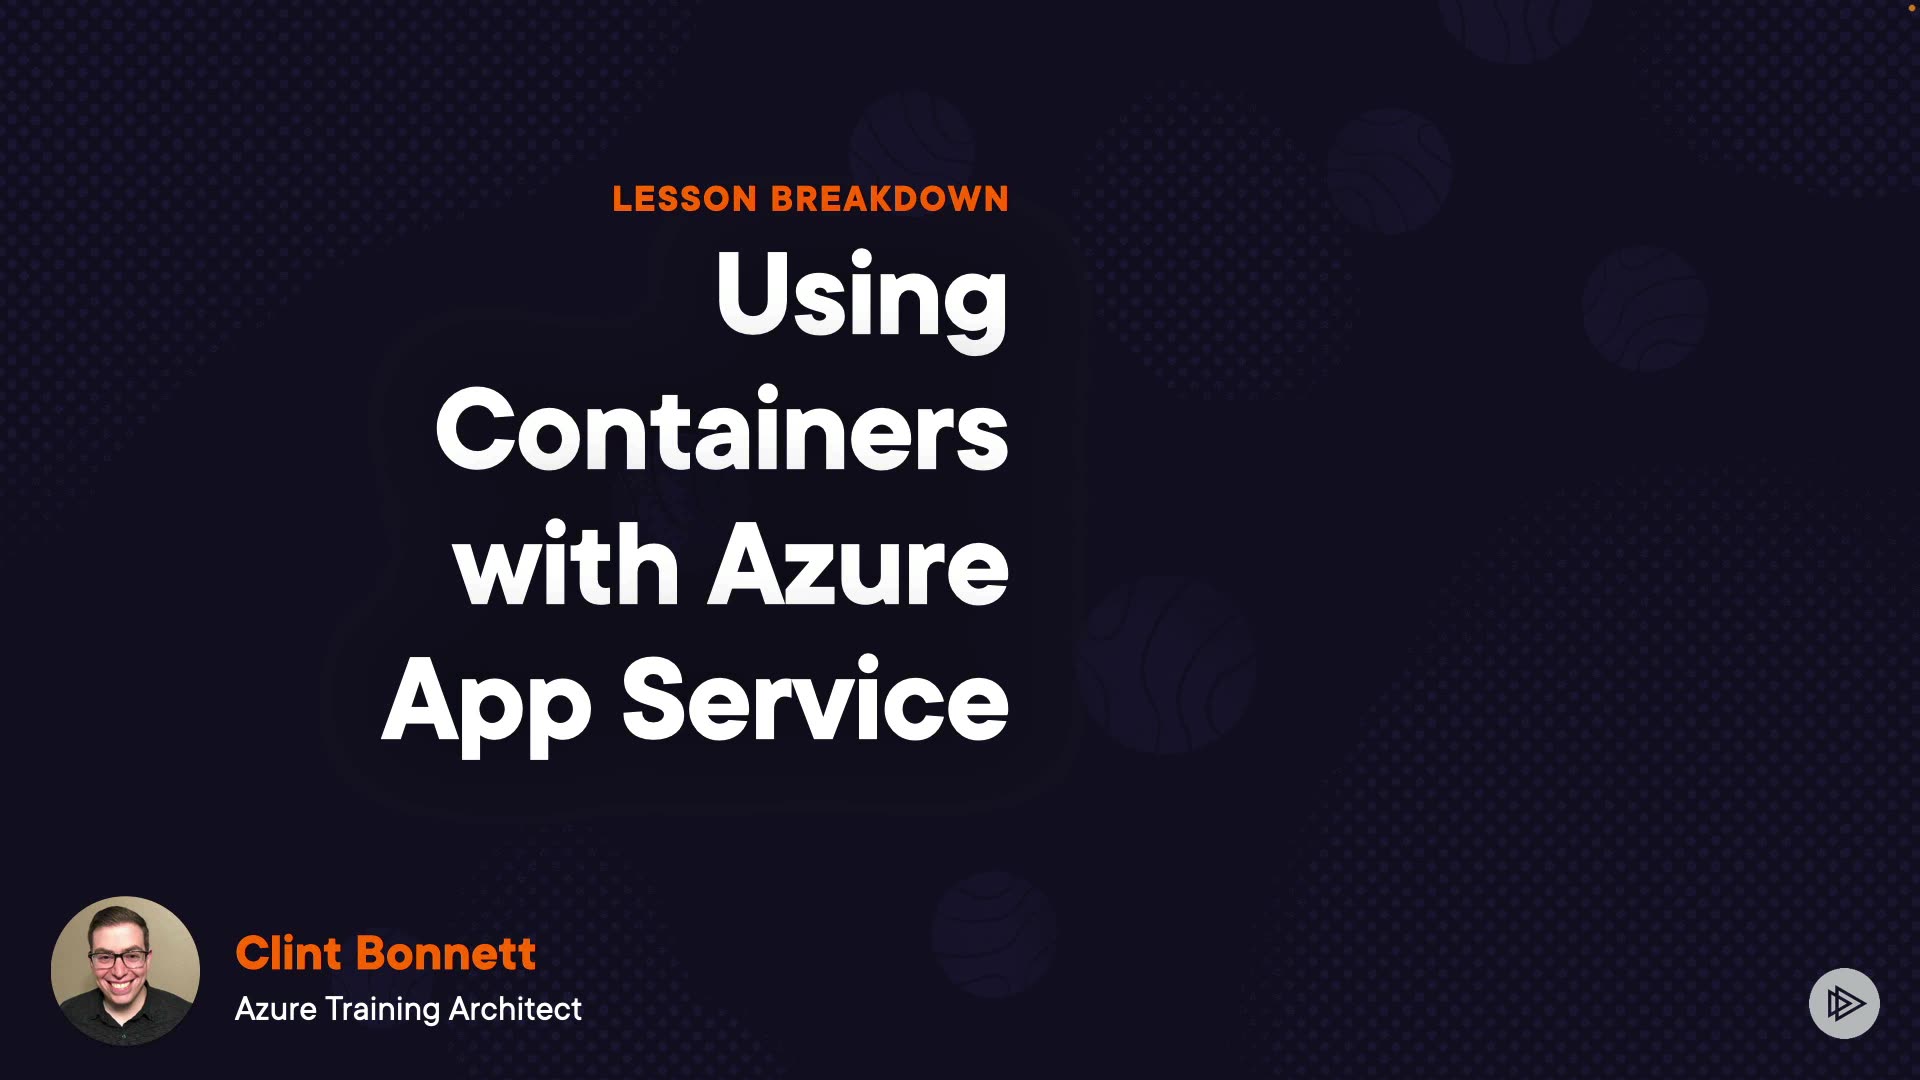 LESSON BREAKDOWN
Using
Containers
with Azure
App Service
Clint Bonnett
Azure Training Architect